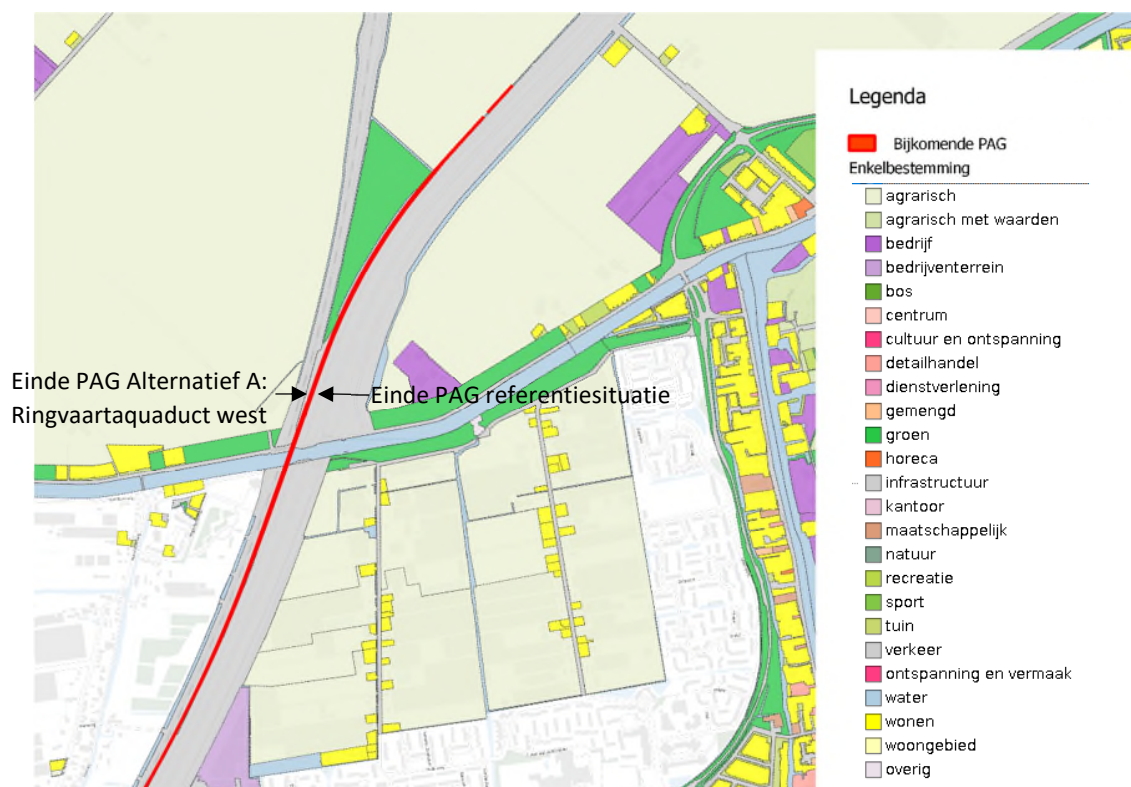 Einde PAG Alternatief A:
Ringvaartaquaduct west
Einde PAG referentiesituatie
Legenda
Bijkomende PAG
Enkelbestemming
agrarisch
agrarisch met waarden
bedrijf
bedrijventerrein
bos
centrum
cultuur en ontspanning
detailhandel
dienstverlening
gemengd
groen
horeca
infrastructuur
kantoor
maatschappelijk
natuur
recreatie
sport
tuin
verkeer
ontspanning en vermaak
water
wonen
woongebied
overig